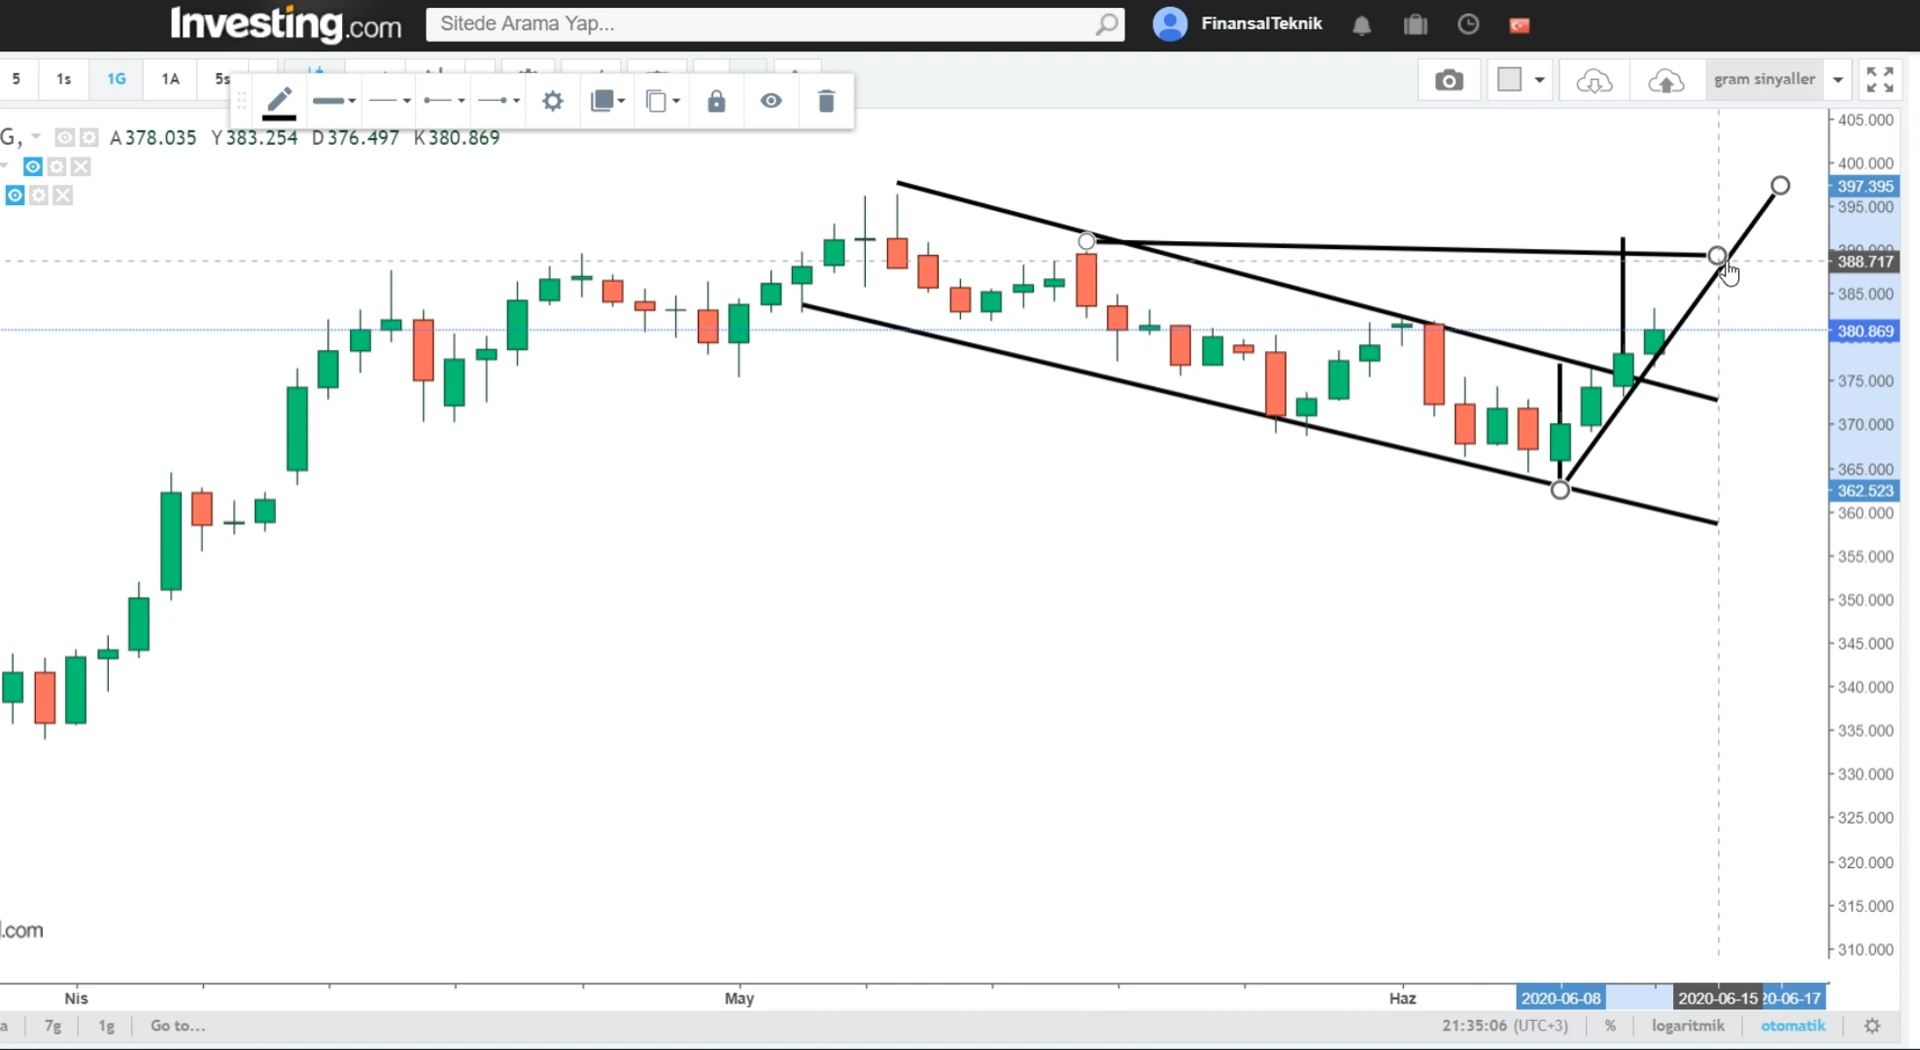 Investing.com
Sitede Arama Yap...
FinansalTeknik
5 1s 1G 1A 5s
gram sinyaller
G, A 378.035 Y 383.254 D 376.497 K 380.869
405.000
400.000
397.395
395.000
390.000
388.717
385.000
380.869
375.000
370.000
365.000
362.523
360.000
355.000
350.000
345.000
340.000
335.000
330.000
325.000
320.000
315.000
310.000
.com
Nis May Haz 2020-06-08 2020-06-15 20-06-17
a 7g 1g Go to... 21:35:06 (UTC+3) % logaritmik otomatik